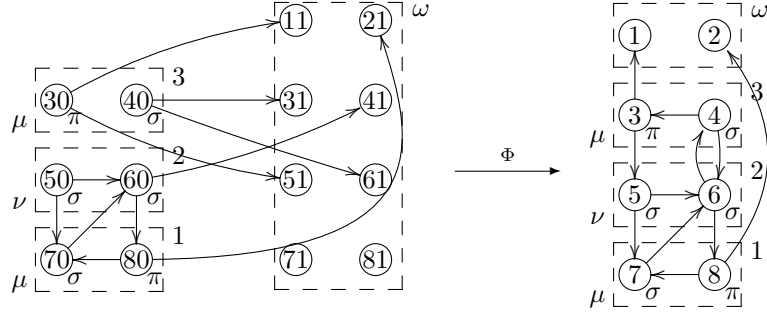 11 21 ω
30 40 3 31 41
μ π σ
50 60 2 51 61
ν σ σ
70 80 1 71 81
μ σ π
Φ
1 2 ω
3 4 3
μ π σ
5 6 2
ν σ σ
7 8 1
μ σ π